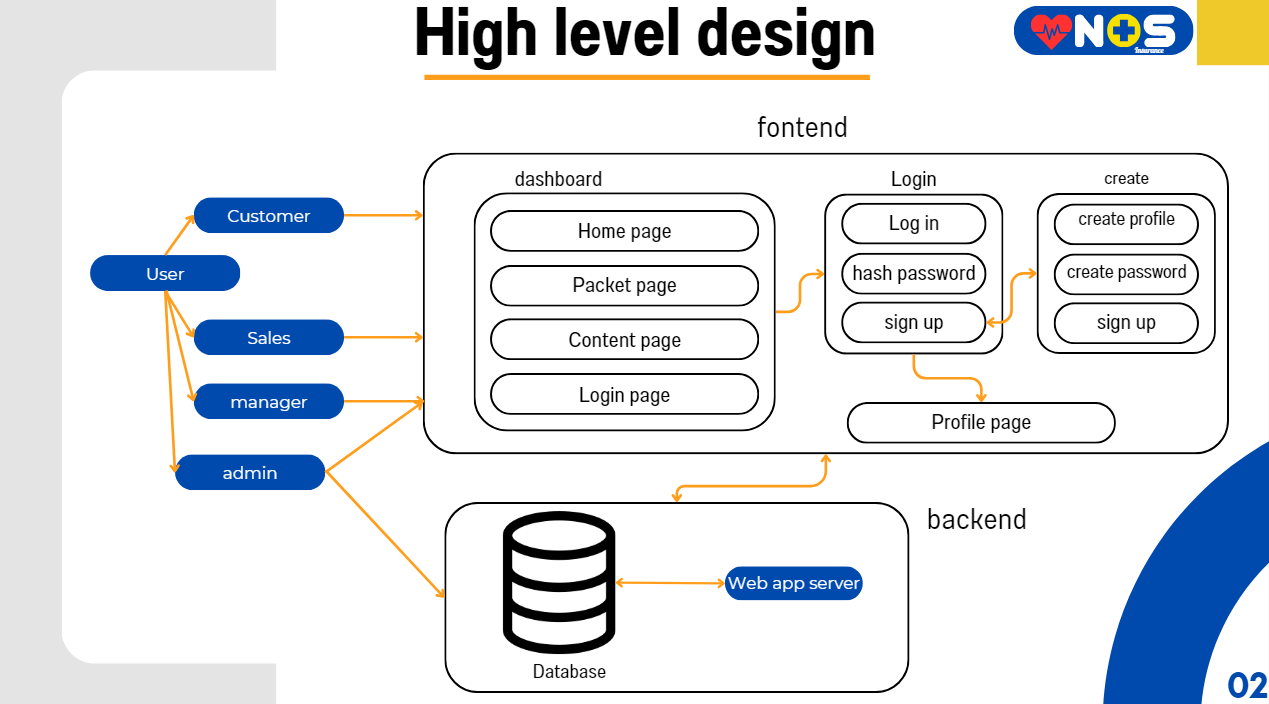 High level design
NOS
Insurance
fontend
dashboard
Login
create
Home page
Packet page
Content page
Login page
Log in
hash password
sign up
create profile
create password
sign up
Profile page
Customer
User
Sales
manager
admin
backend
Web app server
Database
02